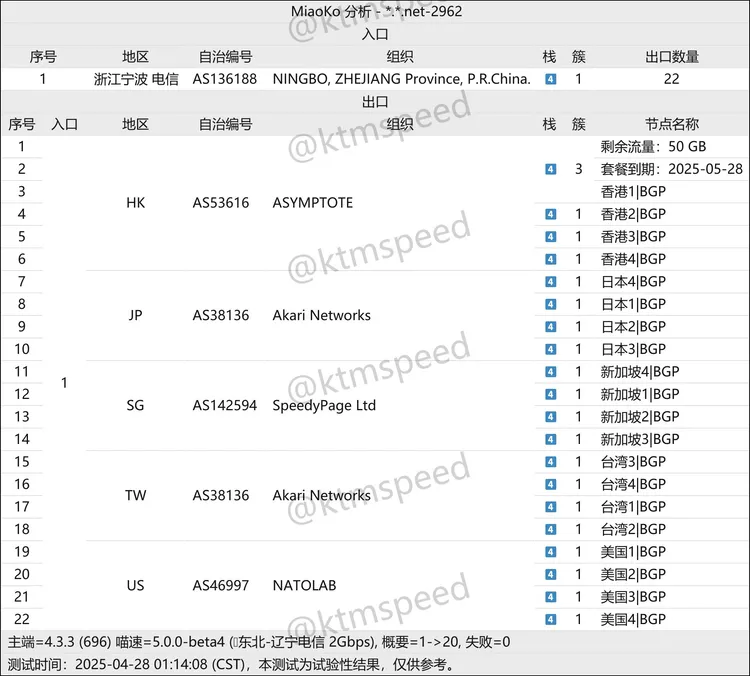 MiaoKo 分析 - *.*.net-2962
入口
序号 地区 自治编号 组织 栈 簇 出口数量
1 浙江宁波 电信 AS136188 NINGBO, ZHEJIANG Province, P.R.China. 4 1 22
出口
序号 入口 地区 自治编号 组织 栈 簇 节点名称
1 剩余流量：50 GB
2 4 3 套餐到期：2025-05-28
3 香港1|BGP
HK AS53616 ASYMPTOTE
4 4 1 香港2|BGP
5 4 1 香港3|BGP
6 4 1 香港4|BGP
7 4 1 日本4|BGP
8 4 1 日本1|BGP
JP AS38136 Akari Networks
9 4 1 日本2|BGP
10 4 1 日本3|BGP
11 4 1 新加坡4|BGP
1
12 4 1 新加坡1|BGP
SG AS142594 SpeedyPage Ltd
13 4 1 新加坡2|BGP
14 4 1 新加坡3|BGP
15 4 1 台湾3|BGP
16 4 1 台湾4|BGP
TW AS38136 Akari Networks
17 4 1 台湾1|BGP
18 4 1 台湾2|BGP
19 4 1 美国1|BGP
20 4 1 美国2|BGP
US AS46997 NATOLAB
21 4 1 美国3|BGP
22 4 1 美国4|BGP
主端=4.3.3 (696) 喵速=5.0.0-beta4 (东北-辽宁电信 2Gbps), 概要=1->20, 失败=0
测试时间：2025-04-28 01:14:08 (CST)，本测试为试验性结果，仅供参考。
@ktmspeed
@ktmspeed
@ktmspeed
@ktmspeed
@ktmspeed
@ktmspeed